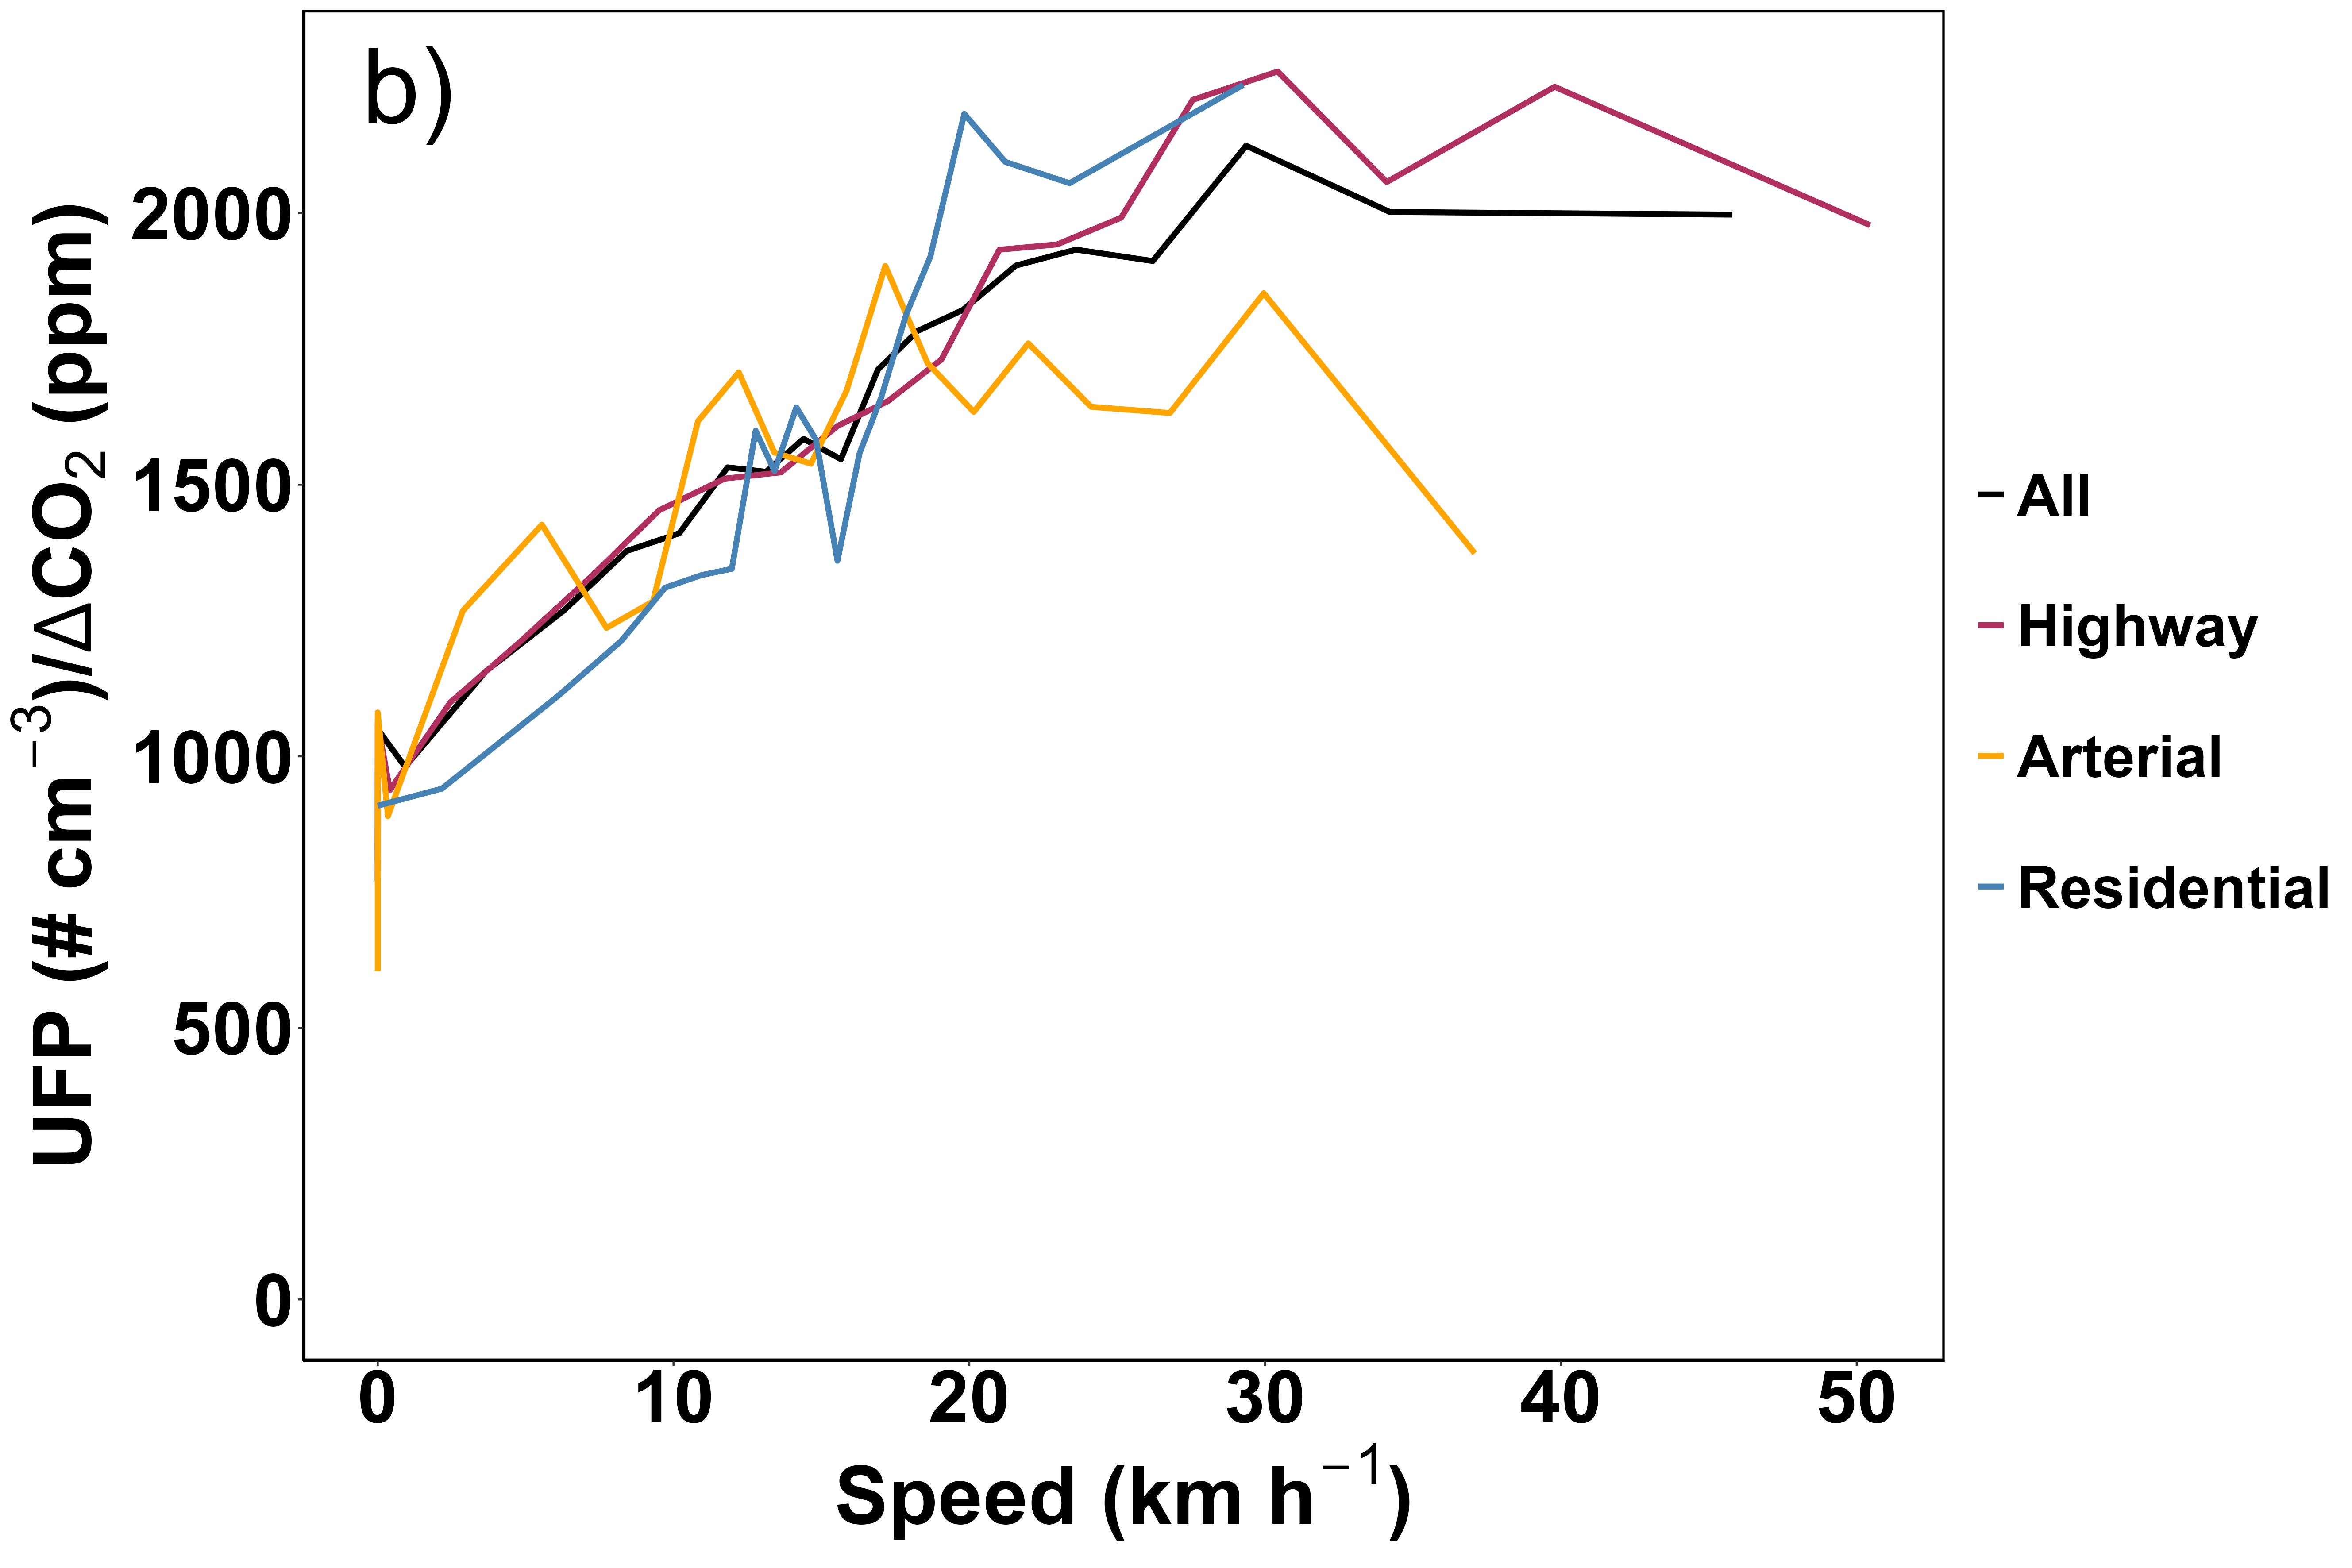 b)
UFP (# cm⁻³)/ΔCO₂ (ppm)
2000
1500
1000
500
0
0 10 20 30 40 50
Speed (km h⁻¹)
All
Highway
Arterial
Residential